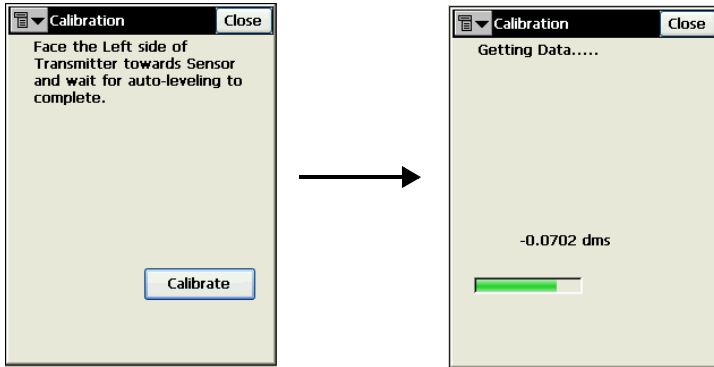 Calibration Close
Face the Left side of
Transmitter towards Sensor
and wait for auto-leveling to
complete.
Calibrate
Calibration Close
Getting Data.....
-0.0702 dms